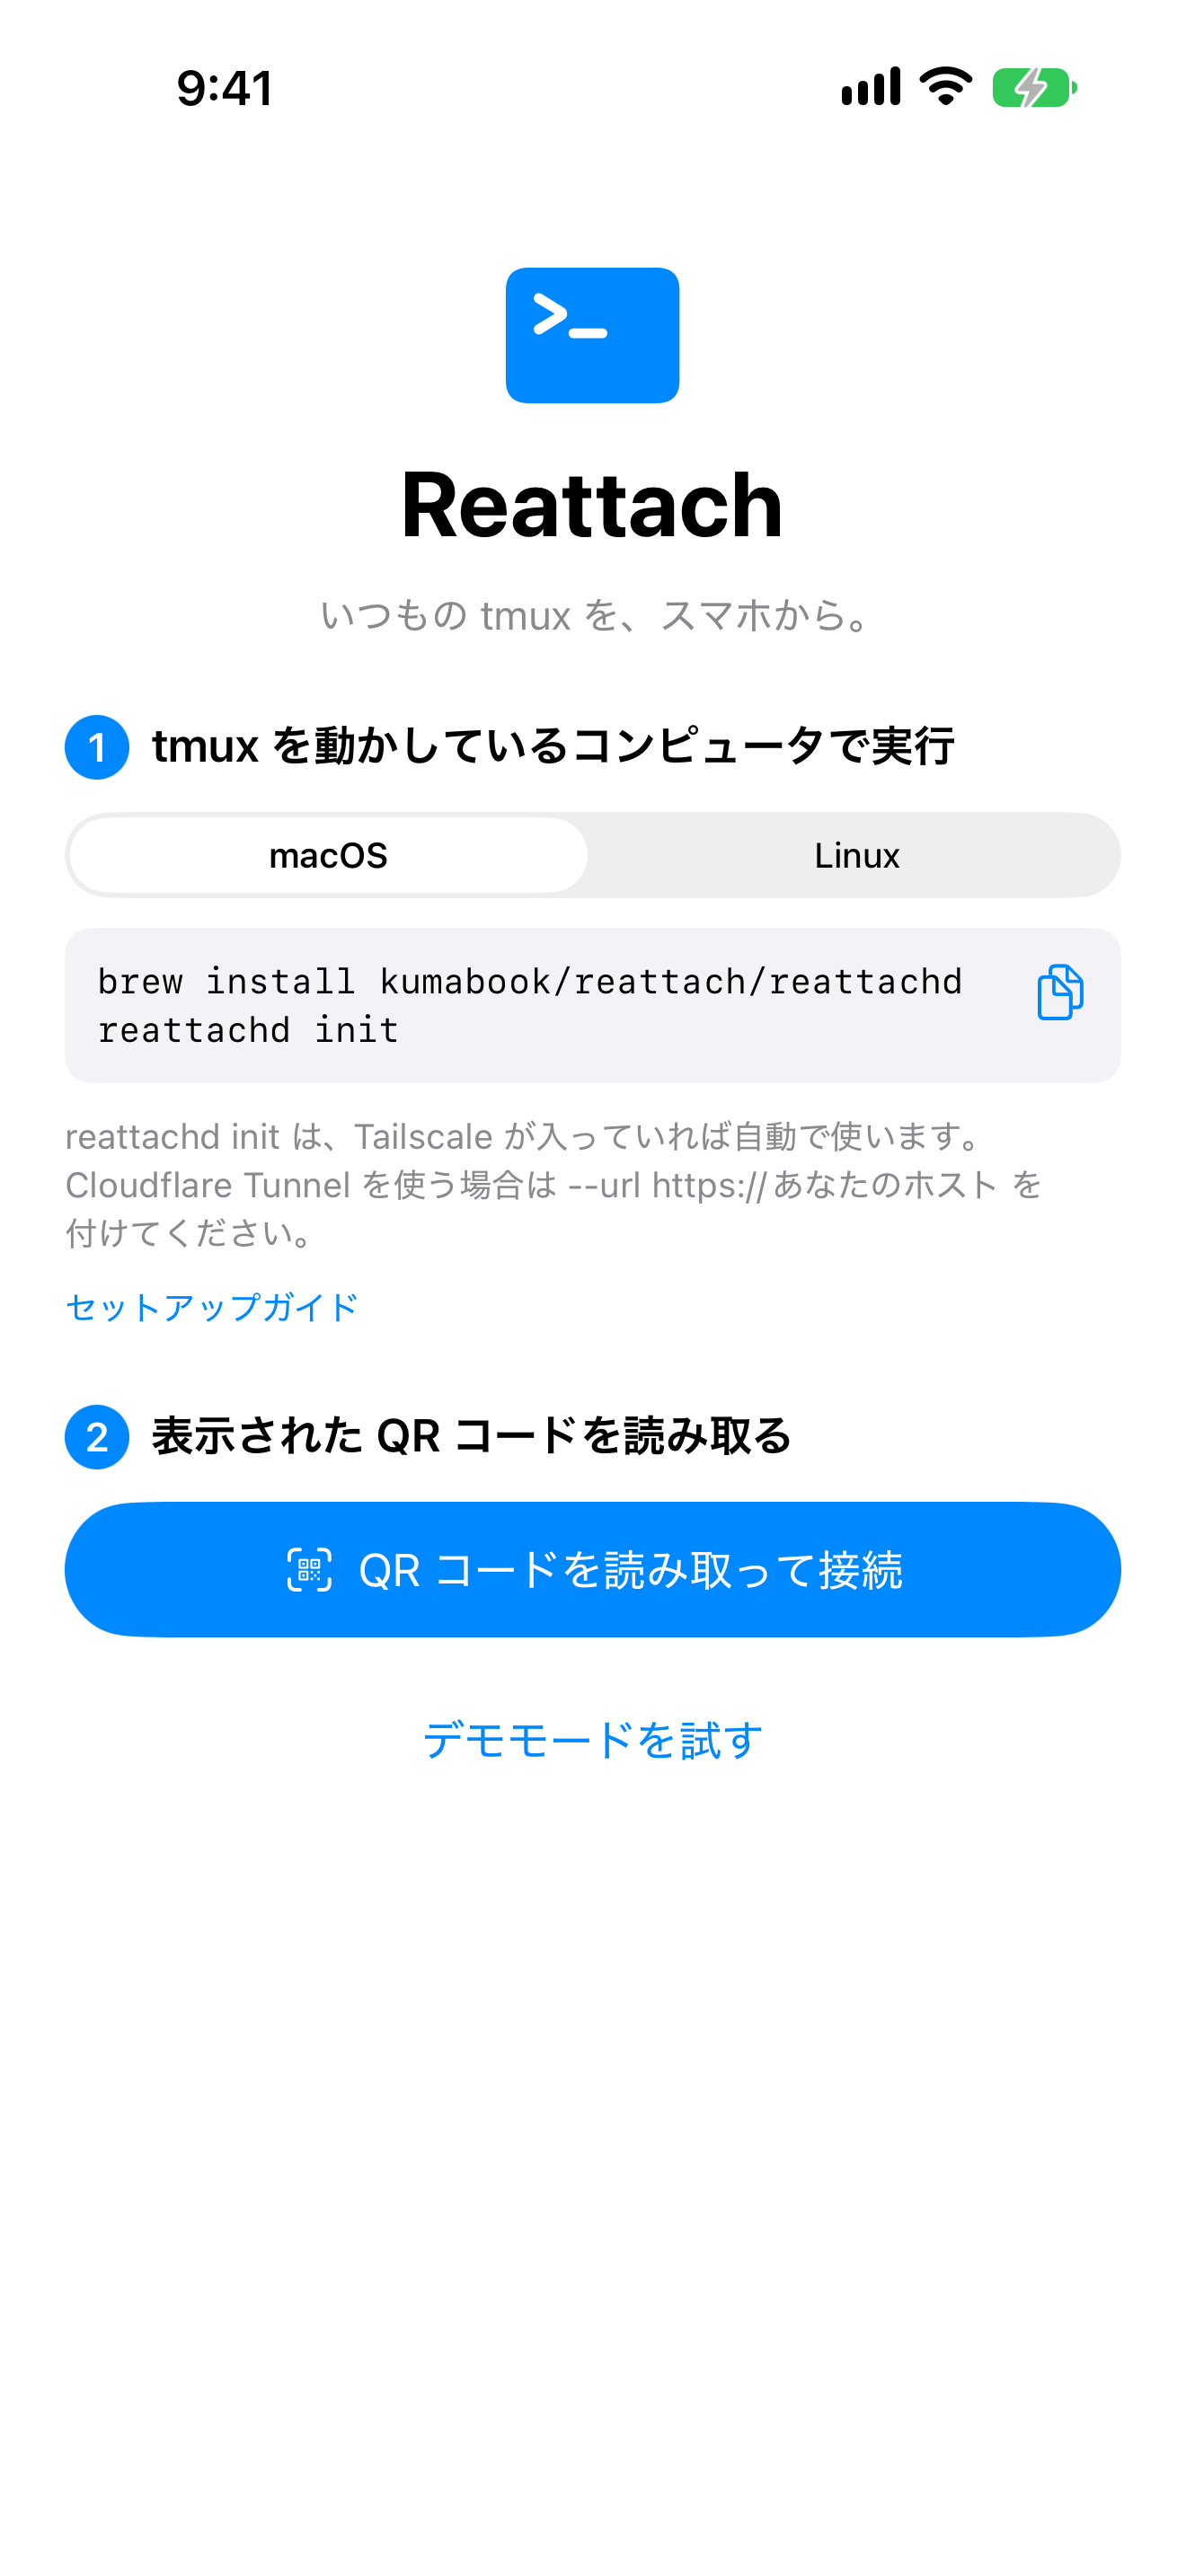 9:41
>_
Reattach
いつもの tmux を、スマホから。
1 tmux を動かしているコンピュータで実行
macOS Linux
brew install kumabook/reattach/reattachd
reattachd init
reattachd init は、Tailscale が入っていれば自動で使います。
Cloudflare Tunnel を使う場合は --url https://あなたのホスト を
付けてください。
セットアップガイド
2 表示された QR コードを読み取る
QR コードを読み取って接続
デモモードを試す